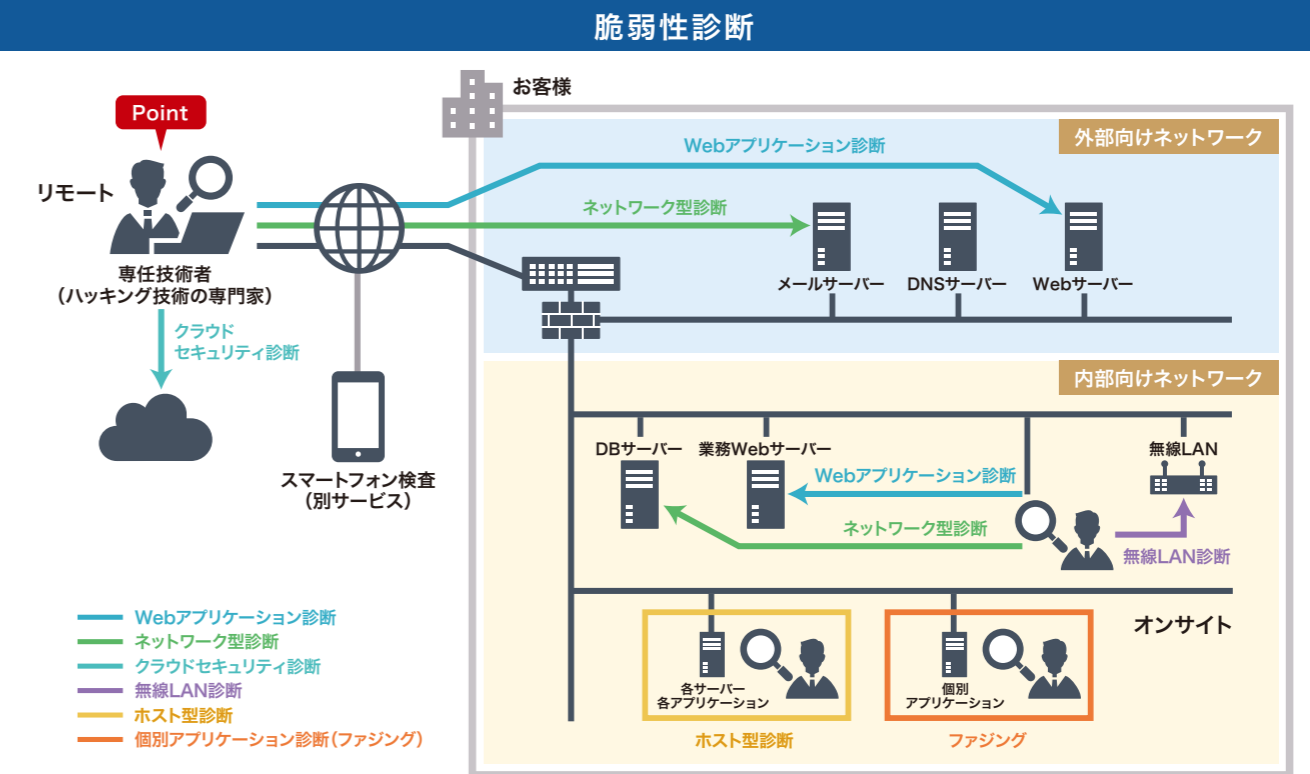 脆弱性診断
お客様
Point
リモート
専任技術者
（ハッキング技術の専門家）
クラウド
セキュリティ診断
スマートフォン検査
（別サービス）
外部向けネットワーク
Webアプリケーション診断
ネットワーク型診断
メールサーバー
DNSサーバー
Webサーバー
内部向けネットワーク
DBサーバー
業務Webサーバー
無線LAN
Webアプリケーション診断
ネットワーク型診断
無線LAN診断
オンサイト
各サーバー
各アプリケーション
ホスト型診断
個別
アプリケーション
ファジング
Webアプリケーション診断
ネットワーク型診断
クラウドセキュリティ診断
無線LAN診断
ホスト型診断
個別アプリケーション診断（ファジング）